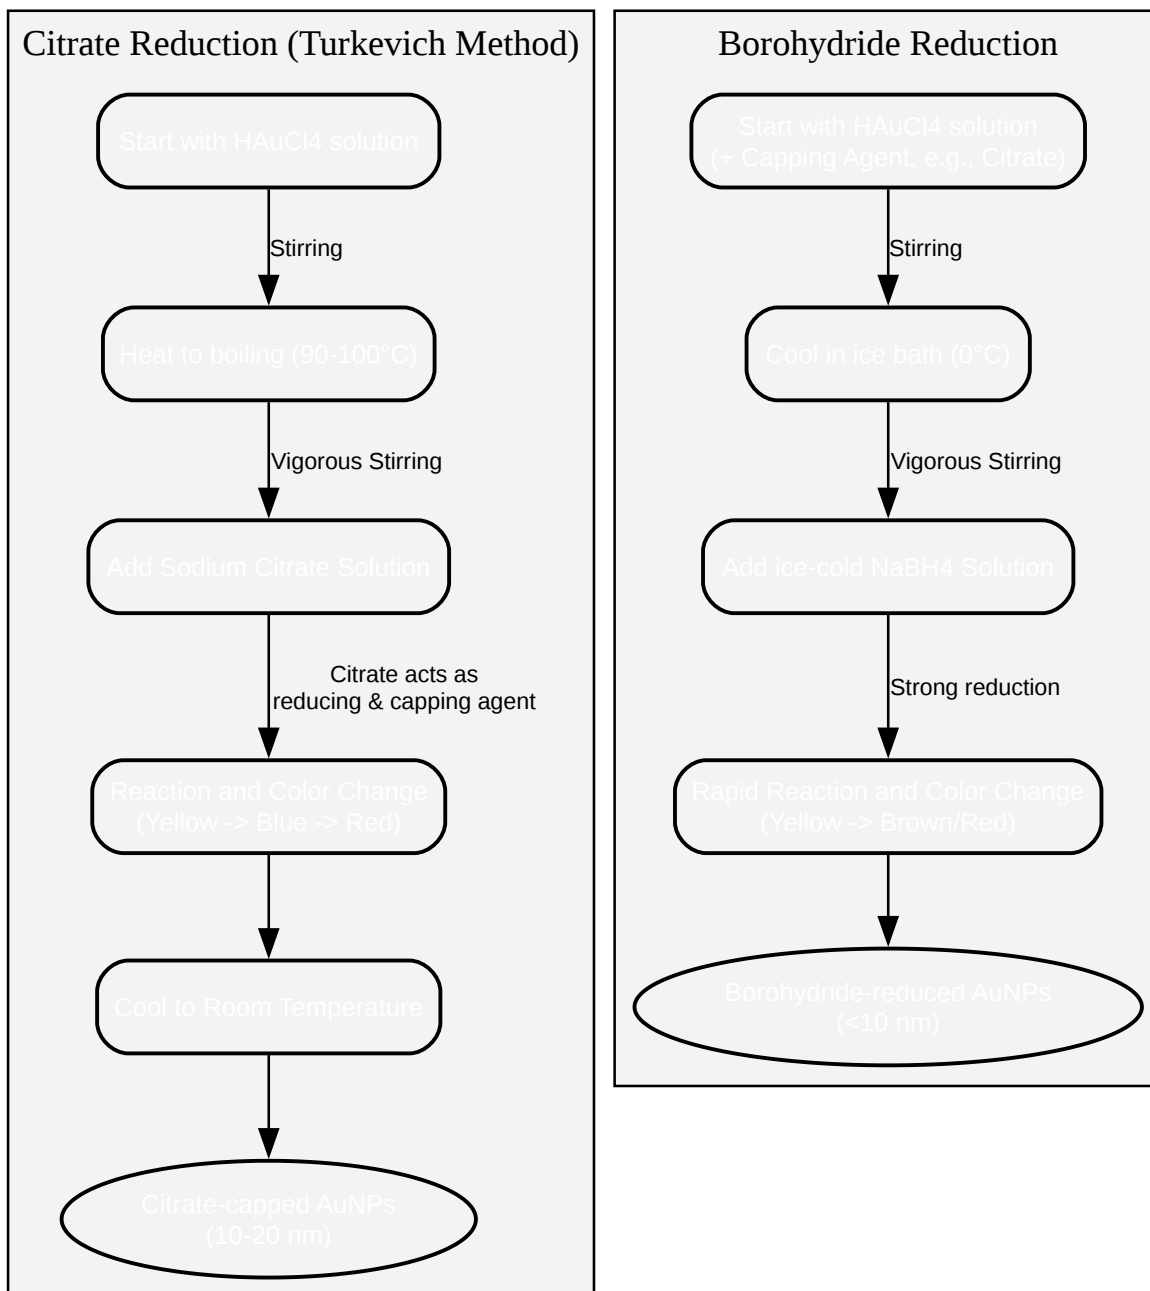 Citrate Reduction (Turkevich Method)
Start with HAuCl4 solution
Stirring
Heat to boiling (90-100°C)
Vigorous Stirring
Add Sodium Citrate Solution
Citrate acts as
reducing & capping agent
Reaction and Color Change
(Yellow -> Blue -> Red)
Cool to Room Temperature
Citrate-capped AuNPs
(10-20 nm)
Borohydride Reduction
Start with HAuCl4 solution
(+ Capping Agent, e.g., Citrate)
Stirring
Cool in ice bath (0°C)
Vigorous Stirring
Add ice-cold NaBH4 Solution
Strong reduction
Rapid Reaction and Color Change
(Yellow -> Brown/Red)
Borohydride-reduced AuNPs
(<10 nm)